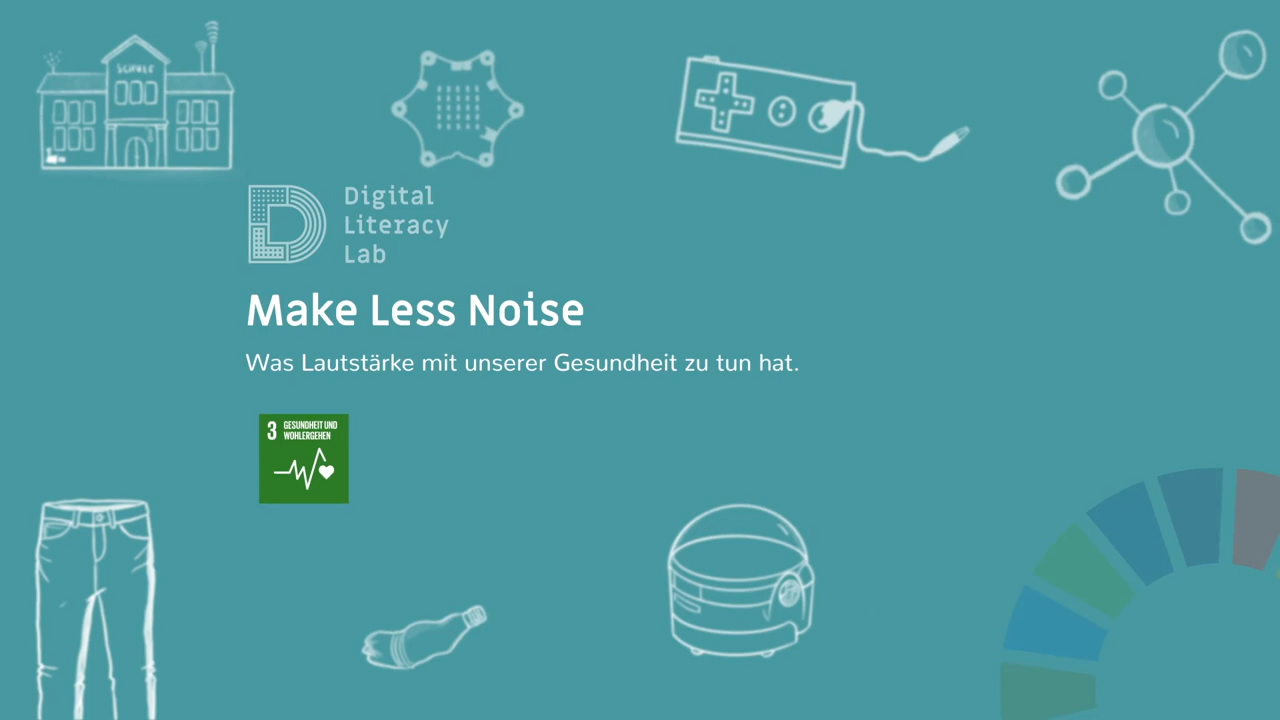 SCHULE
Digital
Literacy
Lab
Make Less Noise
Was Lautstärke mit unserer Gesundheit zu tun hat.
3 GESUNDHEIT UND
WOHLERGEHEN